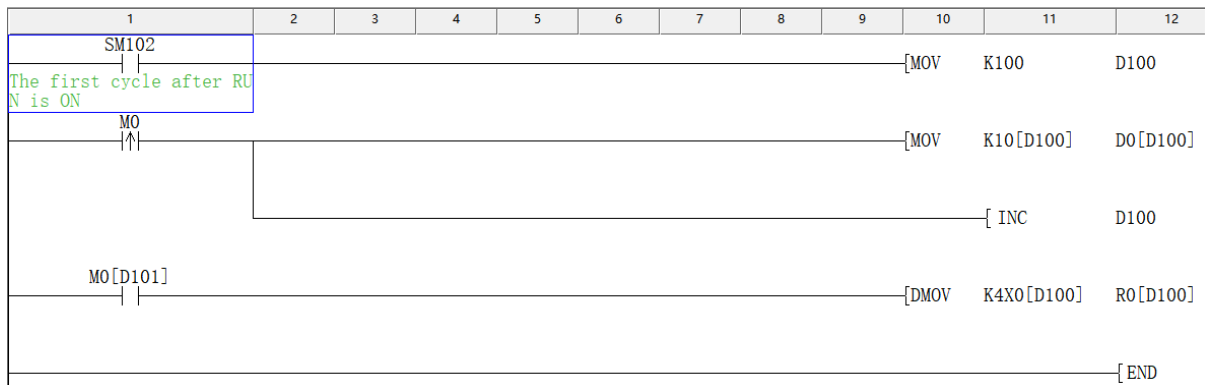 1 2 3 4 5 6 7 8 9 10 11 12
SM102
[MOV K100 D100
The first cycle after RU
N is ON
M0
[MOV K10[D100] D0[D100]
[ INC D100
M0[D101]
[DMOV K4X0[D100] R0[D100]
[ END